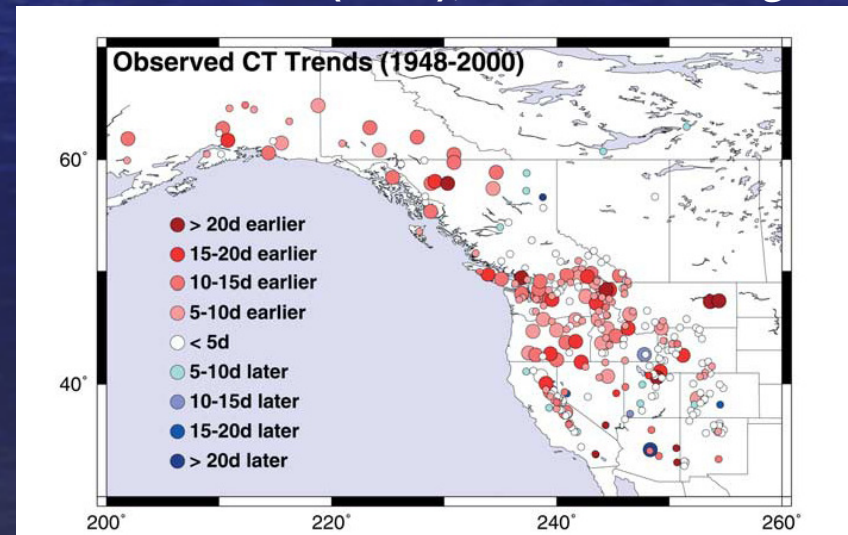 Observed CT Trends (1948-2000)
60°
> 20d earlier
15-20d earlier
10-15d earlier
5-10d earlier
< 5d
5-10d later
10-15d later
15-20d later
> 20d later
40°
200° 220° 240° 260°